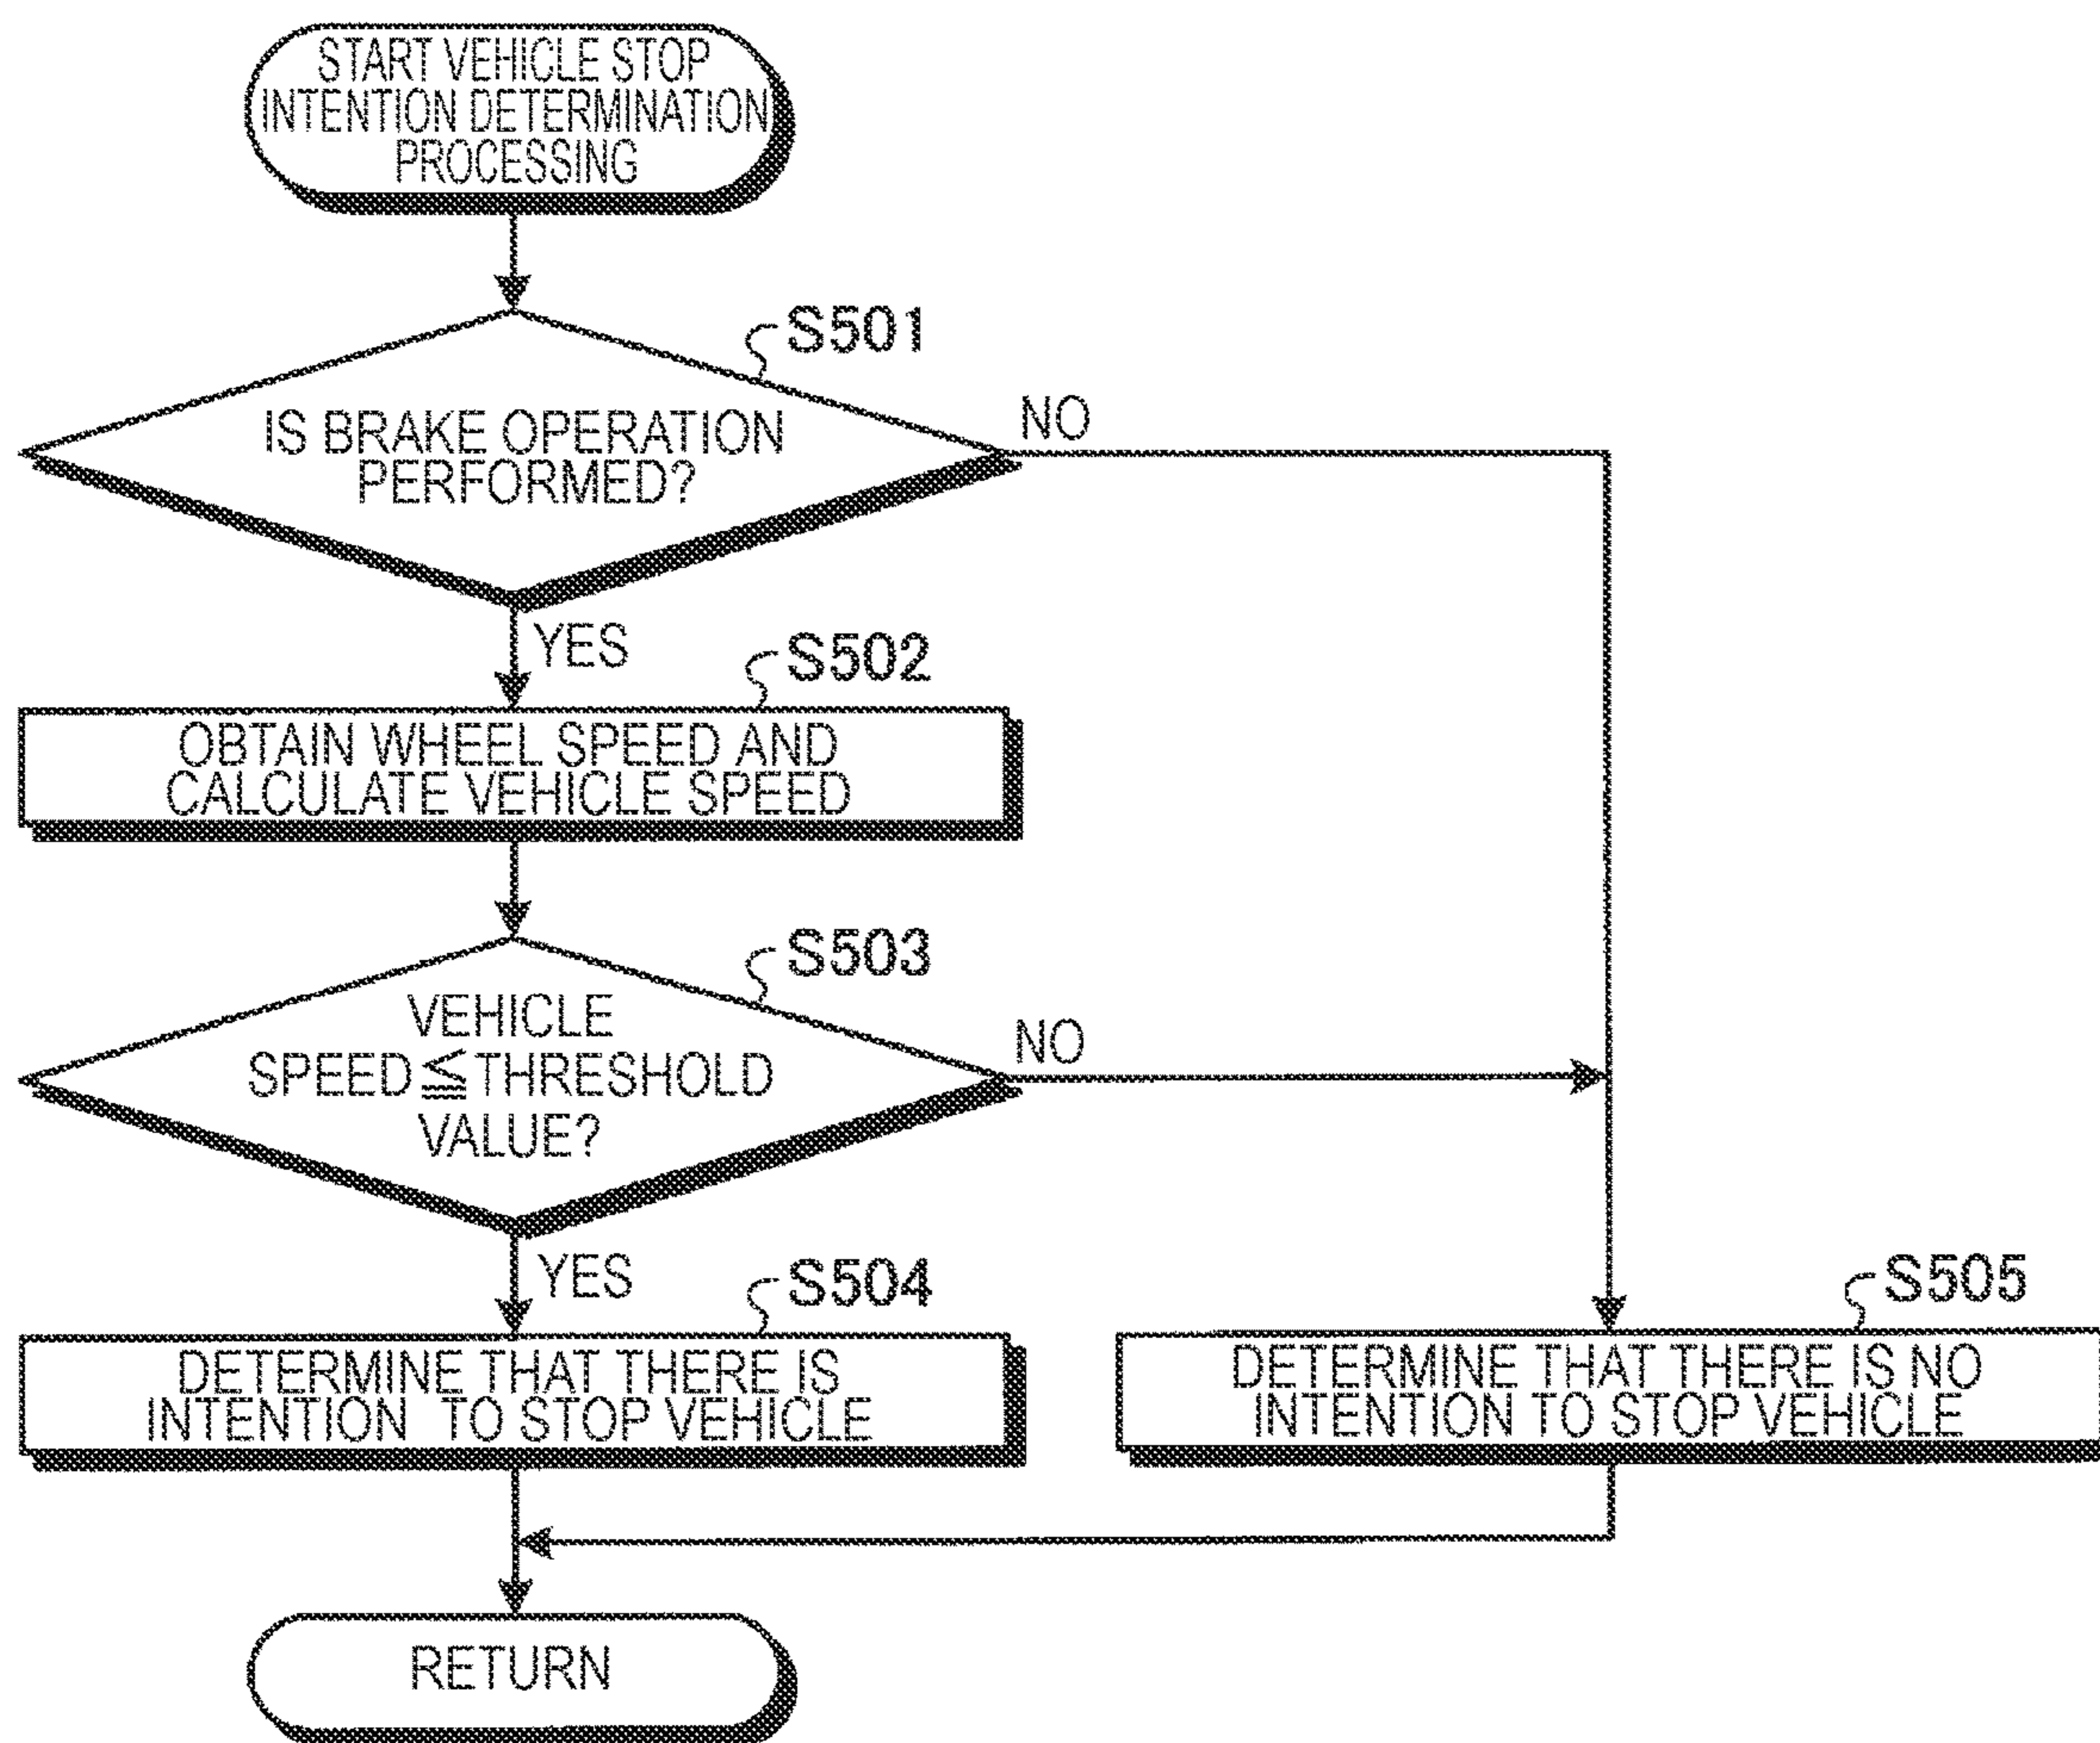 START VEHICLE STOP
INTENTION DETERMINATION
PROCESSING
S501
IS BRAKE OPERATION
PERFORMED?
NO
YES
S502
OBTAIN WHEEL SPEED AND
CALCULATE VEHICLE SPEED
S503
VEHICLE
SPEED≦THRESHOLD
VALUE?
NO
YES
S504
DETERMINE THAT THERE IS
INTENTION TO STOP VEHICLE
S505
DETERMINE THAT THERE IS NO
INTENTION TO STOP VEHICLE
RETURN